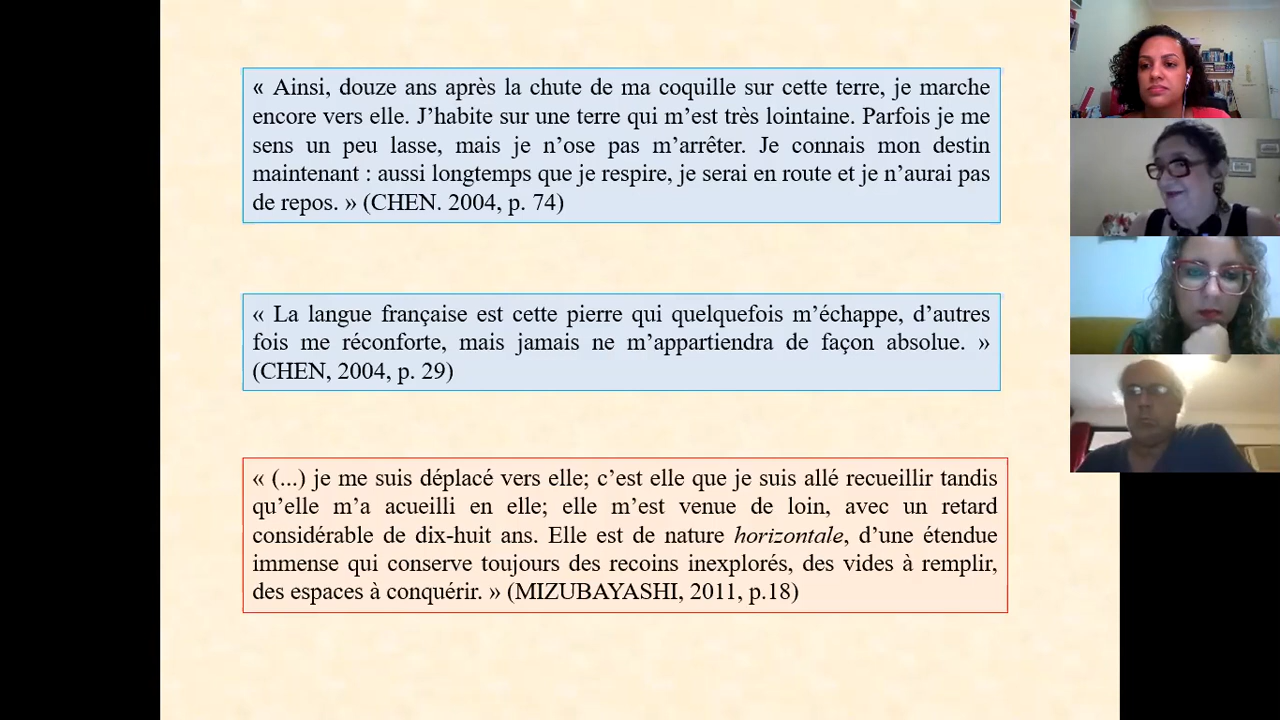 « Ainsi, douze ans après la chute de ma coquille sur cette terre, je marche
encore vers elle. J’habite sur une terre qui m’est très lointaine. Parfois je me
sens un peu lasse, mais je n’ose pas m’arrêter. Je connais mon destin
maintenant : aussi longtemps que je respire, je serai en route et je n’aurai pas
de repos. » (CHEN. 2004, p. 74)
« La langue française est cette pierre qui quelquefois m’échappe, d’autres
fois me réconforte, mais jamais ne m’appartiendra de façon absolue. »
(CHEN, 2004, p. 29)
« (...) je me suis déplacé vers elle; c’est elle que je suis allé recueillir tandis
qu’elle m’a acueilli en elle; elle m’est venue de loin, avec un retard
considérable de dix-huit ans. Elle est de nature horizontale, d’une étendue
immense qui conserve toujours des recoins inexplorés, des vides à remplir,
des espaces à conquérir. » (MIZUBAYASHI, 2011, p.18)